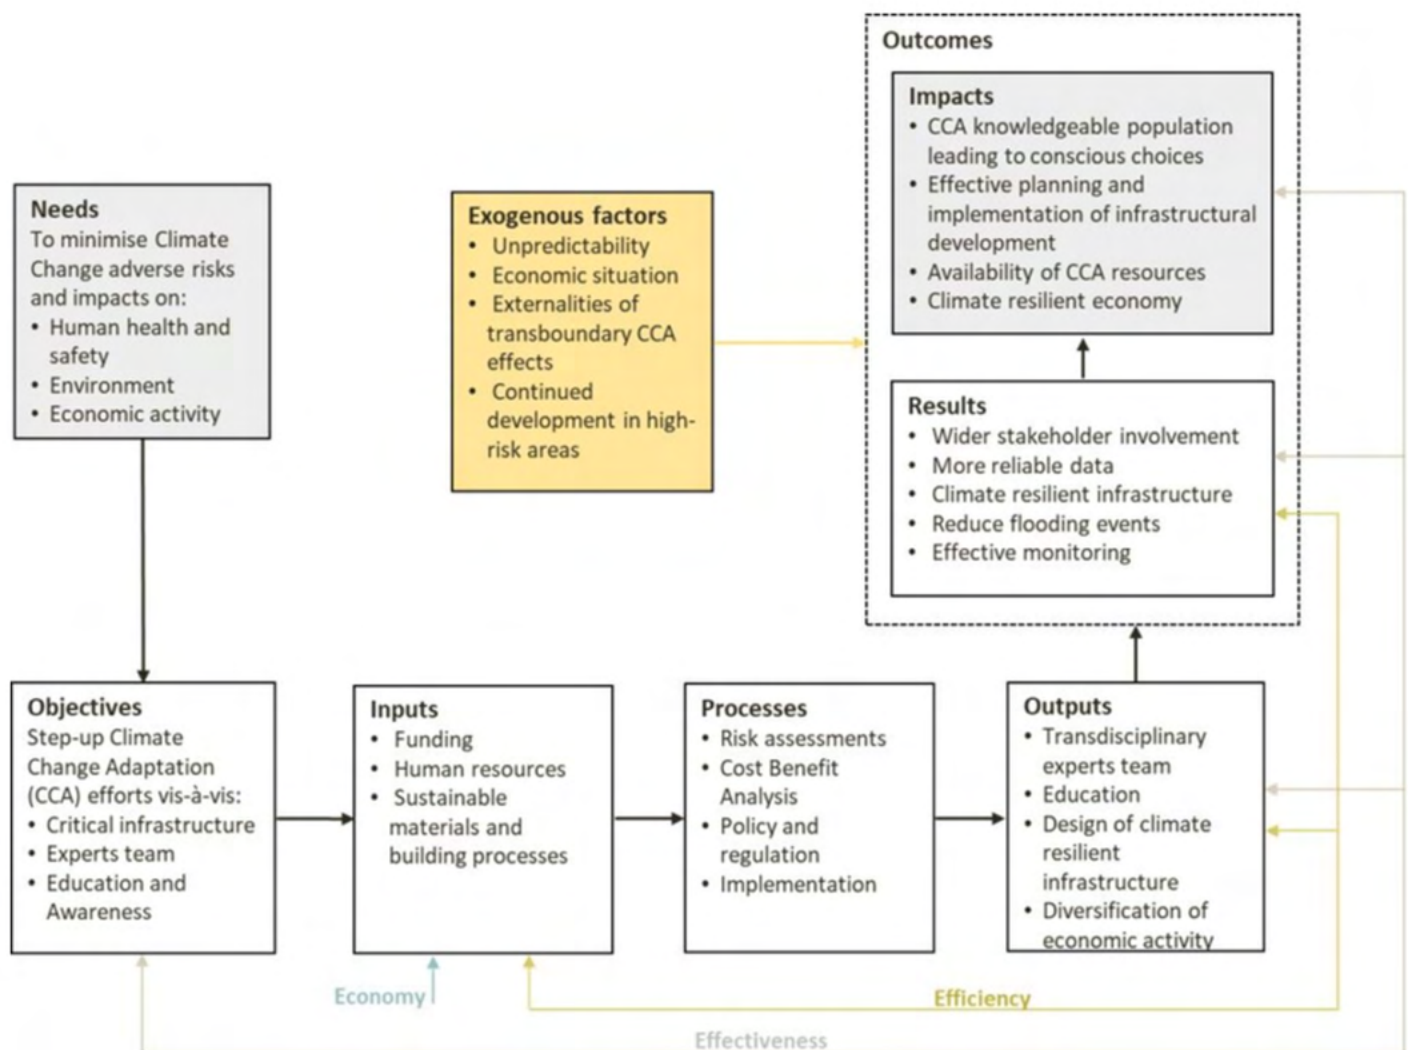 Outcomes
Impacts
• CCA knowledgeable population
leading to conscious choices
• Effective planning and
implementation of infrastructural
development
• Availability of CCA resources
• Climate resilient economy
Needs
To minimise Climate
Change adverse risks
and impacts on:
• Human health and
safety
• Environment
• Economic activity
Exogenous factors
• Unpredictability
• Economic situation
• Externalities of
transboundary CCA
effects
• Continued
development in high-
risk areas
Results
• Wider stakeholder involvement
• More reliable data
• Climate resilient infrastructure
• Reduce flooding events
• Effective monitoring
Objectives
Step-up Climate
Change Adaptation
(CCA) efforts vis-à-vis:
• Critical infrastructure
• Experts team
• Education and
Awareness
Inputs
• Funding
• Human resources
• Sustainable
materials and
building processes
Processes
• Risk assessments
• Cost Benefit
Analysis
• Policy and
regulation
• Implementation
Outputs
• Transdisciplinary
experts team
• Education
• Design of climate
resilient
infrastructure
• Diversification of
economic activity
Economy
Efficiency
Effectiveness